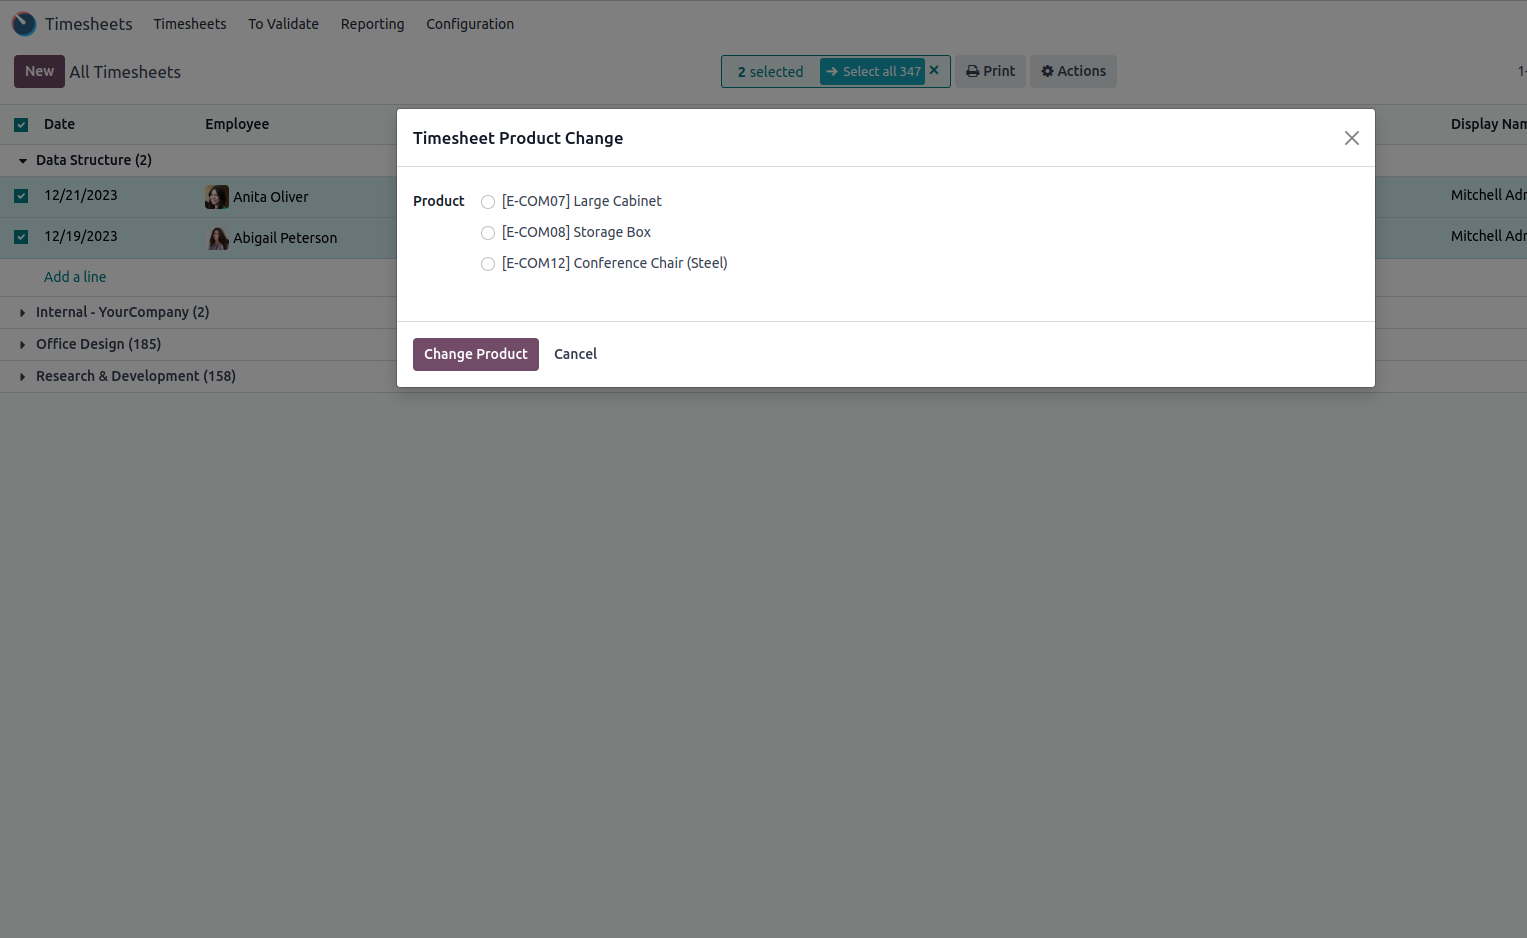 Timesheets Timesheets To Validate Reporting Configuration
New All Timesheets 2 selected Select all 347 Print Actions 1-
Date Employee Display Nam
Timesheet Product Change
Data Structure (2)
12/21/2023 Anita Oliver Mitchell Adm
Product [E-COM07] Large Cabinet
[E-COM08] Storage Box
12/19/2023 Abigail Peterson Mitchell Adm
[E-COM12] Conference Chair (Steel)
Add a line
Internal - YourCompany (2)
Office Design (185)
Change Product Cancel
Research & Development (158)